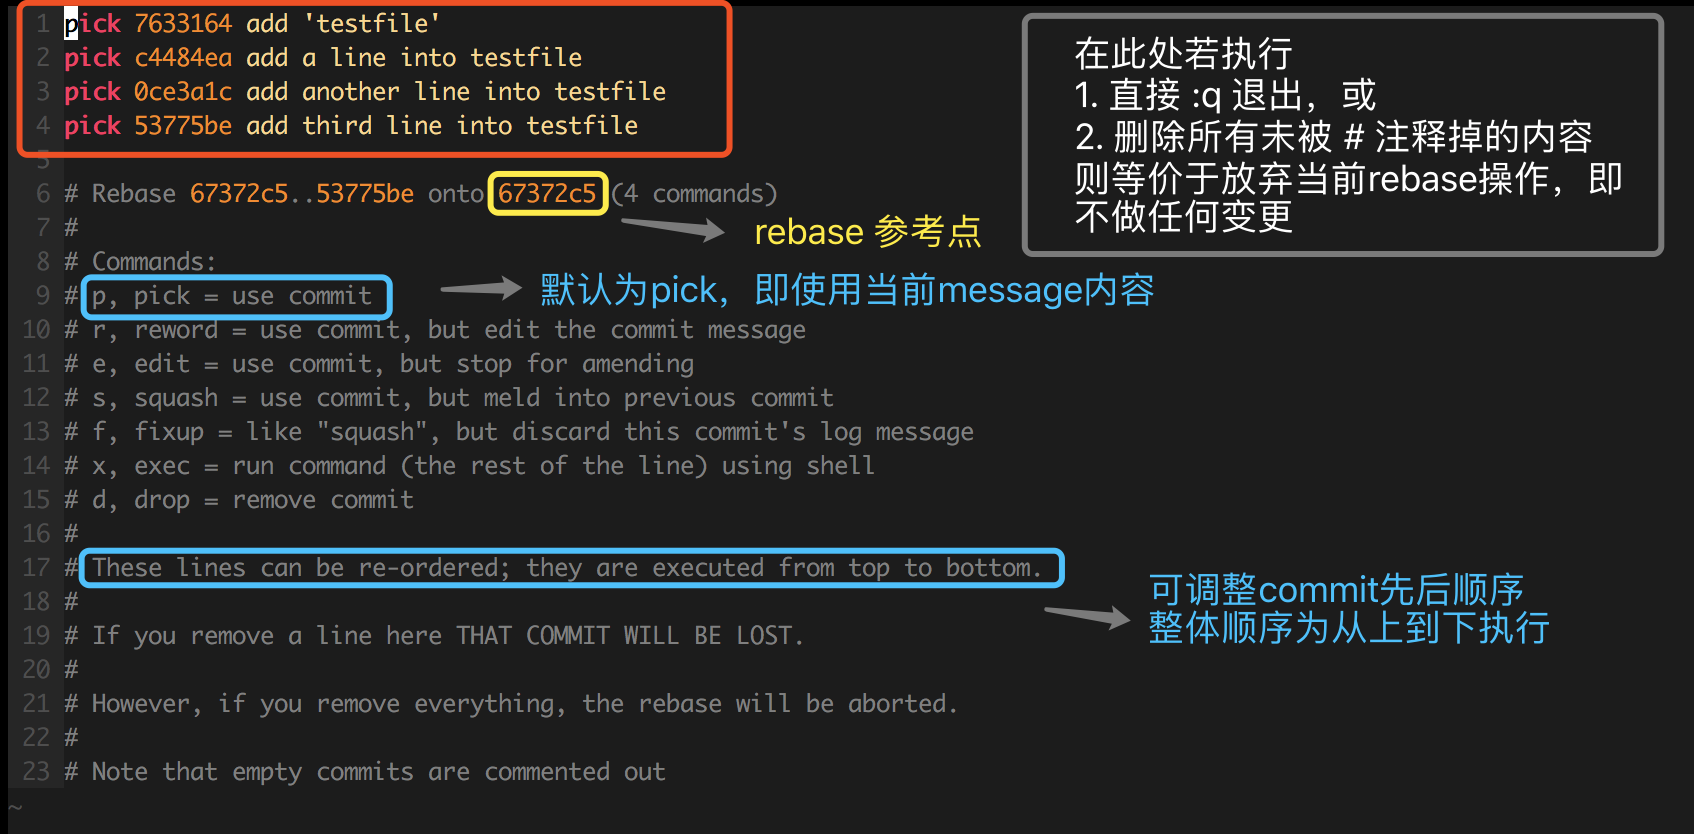 1 pick 7633164 add 'testfile'
2 pick c4484ea add a line into testfile
3 pick 0ce3a1c add another line into testfile
4 pick 53775be add third line into testfile
5
6 # Rebase 67372c5..53775be onto 67372c5 (4 commands)
7 #
8 # Commands:
9 # p, pick = use commit
10 # r, reword = use commit, but edit the commit message
11 # e, edit = use commit, but stop for amending
12 # s, squash = use commit, but meld into previous commit
13 # f, fixup = like "squash", but discard this commit's log message
14 # x, exec = run command (the rest of the line) using shell
15 # d, drop = remove commit
16 #
17 # These lines can be re-ordered; they are executed from top to bottom.
18 #
19 # If you remove a line here THAT COMMIT WILL BE LOST.
20 #
21 # However, if you remove everything, the rebase will be aborted.
22 #
23 # Note that empty commits are commented out
~
在此处若执行
1. 直接 :q 退出，或
2. 删除所有未被 # 注释掉的内容
则等价于放弃当前rebase操作，即
不做任何变更
rebase 参考点
默认为pick，即使用当前message内容
可调整commit先后顺序
整体顺序为从上到下执行